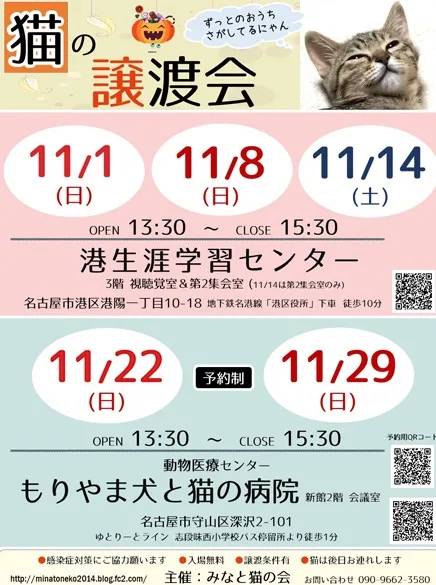 猫の
譲渡会
ずっとのおうち
さがしてるにゃん
11/1
(日)
11/8
(日)
11/14
(土)
OPEN 13:30 ～ CLOSE 15:30
港生涯学習センター
3階 視聴覚室&第2集会室 (11/14は第2集会室のみ)
名古屋市港区港陽一丁目10-18 地下鉄名港線「港区役所」下車 徒歩10分
11/22
(日)
予約制
11/29
(日)
OPEN 13:30 ～ CLOSE 15:30
予約用QRコード
動物医療センター
もりやま犬と猫の病院 新館2階 会議室
名古屋市守山区深沢2-101
ゆとりーとライン 志段味西小学校バス停留所より徒歩1分
●感染症対策にご協力願います ●入場無料 ●譲渡条件有 ●猫は後日お連れします
http://minatoneko2014.blog.fc2.com/ 主催：みなと猫の会 お問い合わせ 090-9662-3580